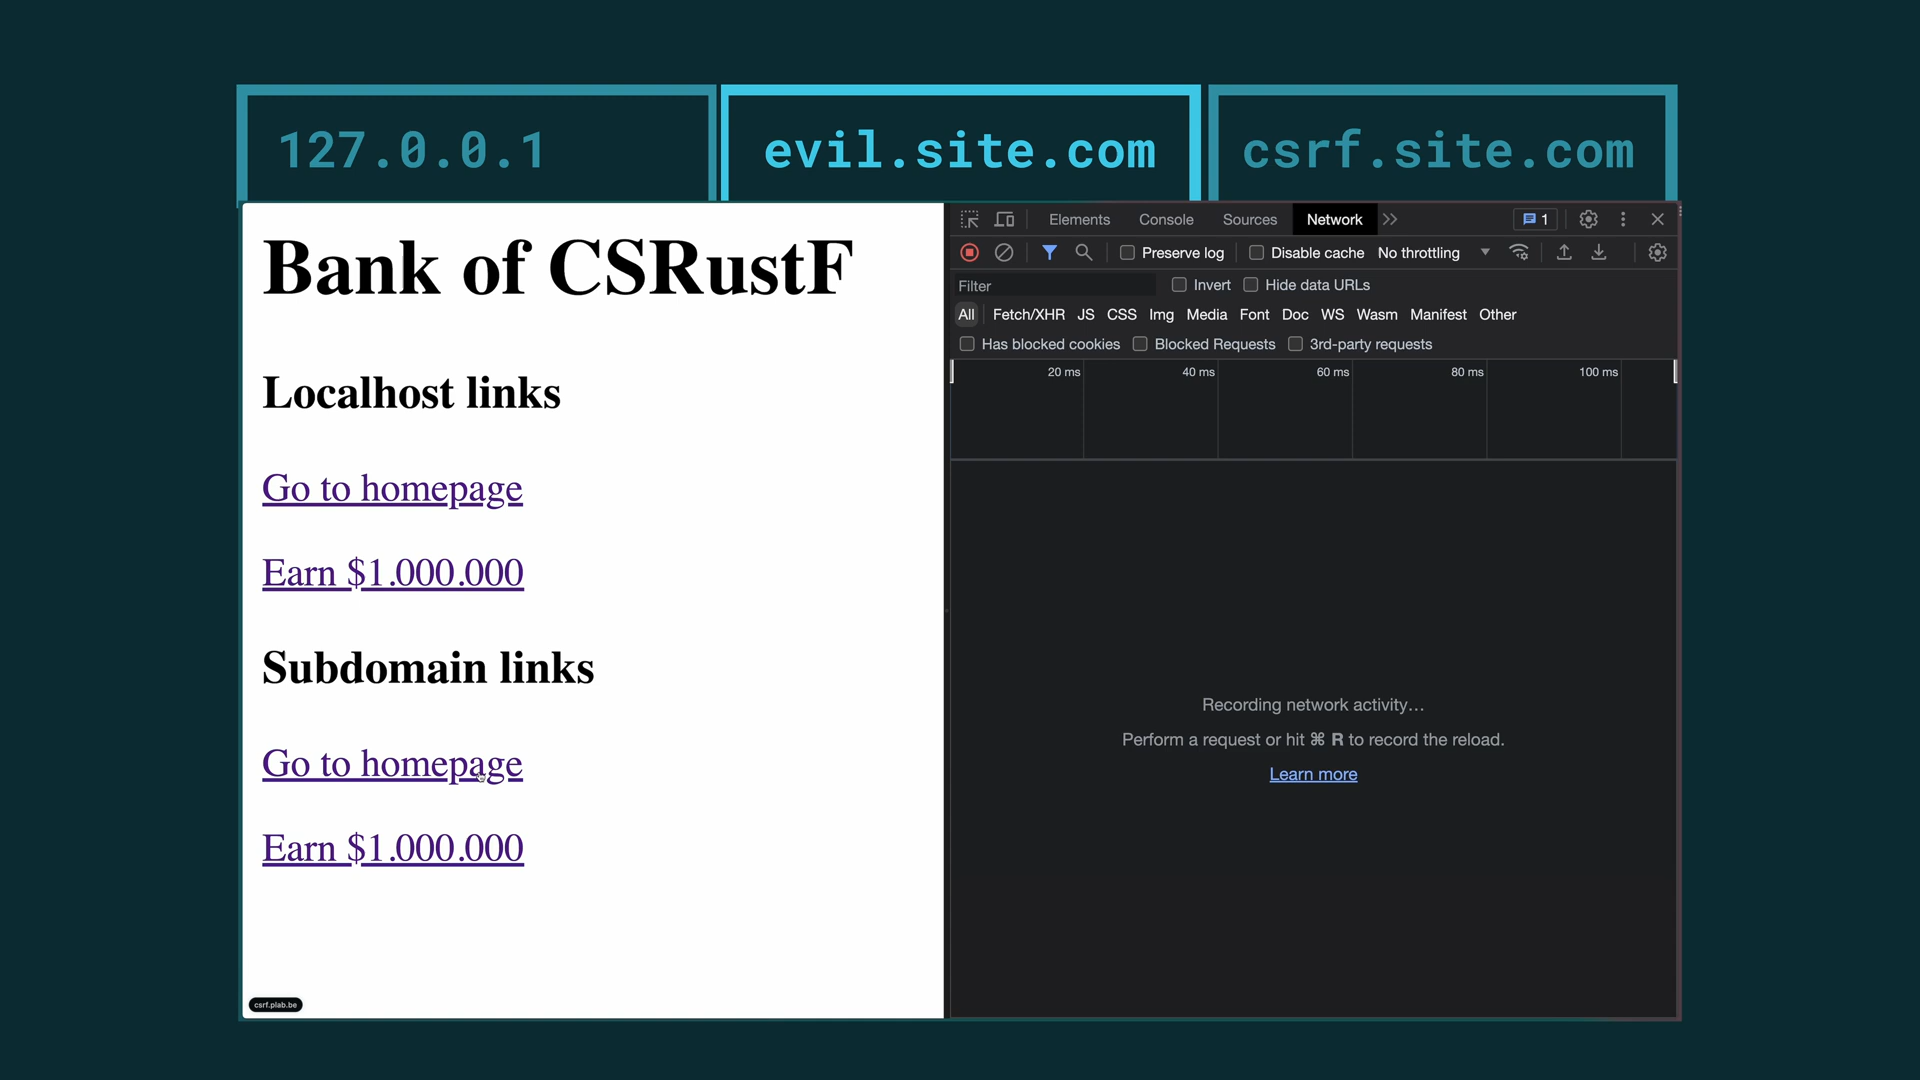 127.0.0.1
evil.site.com
csrf.site.com
Bank of CSRustF
Localhost links
Go to homepage
Earn $1.000.000
Subdomain links
Go to homepage
Earn $1.000.000
csrf.plab.be
Elements Console Sources Network 1
Preserve log Disable cache No throttling
Filter Invert Hide data URLs
All Fetch/XHR JS CSS Img Media Font Doc WS Wasm Manifest Other
Has blocked cookies Blocked Requests 3rd-party requests
20 ms 40 ms 60 ms 80 ms 100 ms
Recording network activity…
Perform a request or hit ⌘ R to record the reload.
Learn more